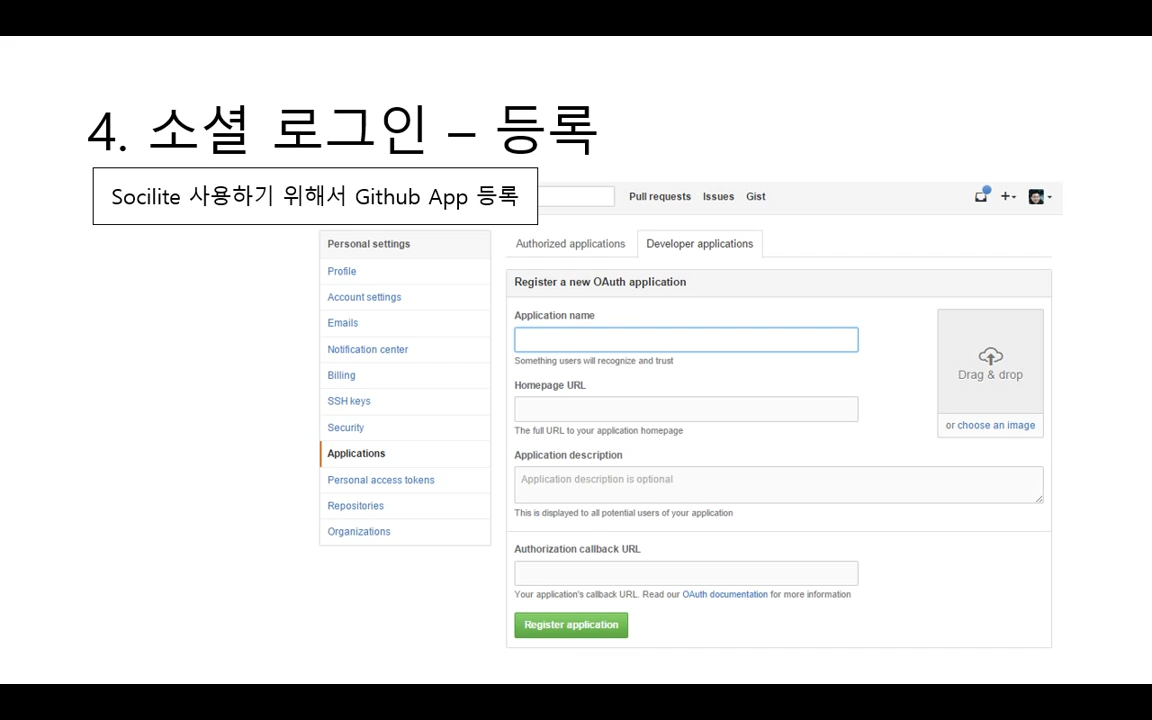 4. 소셜 로그인 – 등록
Socilite 사용하기 위해서 Github App 등록
Pull requests Issues Gist
Personal settings
Profile
Account settings
Emails
Notification center
Billing
SSH keys
Security
Applications
Personal access tokens
Repositories
Organizations
Authorized applications Developer applications
Register a new OAuth application
Application name
Something users will recognize and trust
Homepage URL
The full URL to your application homepage
Application description
Application description is optional
This is displayed to all potential users of your application
Drag & drop
or choose an image
Authorization callback URL
Your application's callback URL. Read our OAuth documentation for more information
Register application